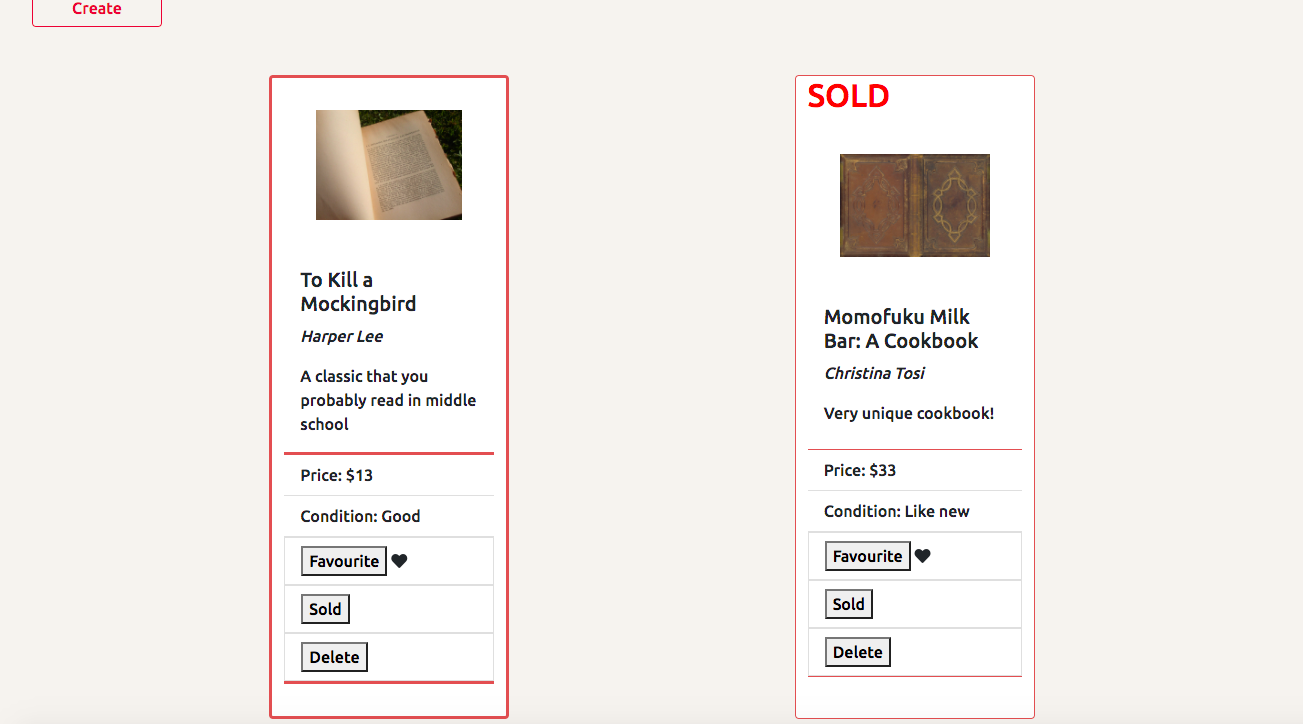 Create
To Kill a
Mockingbird
Harper Lee
A classic that you
probably read in middle
school
Price: $13
Condition: Good
Favourite
Sold
Delete
SOLD
Momofuku Milk
Bar: A Cookbook
Christina Tosi
Very unique cookbook!
Price: $33
Condition: Like new
Favourite
Sold
Delete